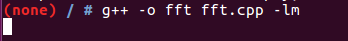 (none) / # g++ -o fft fft.cpp -lm